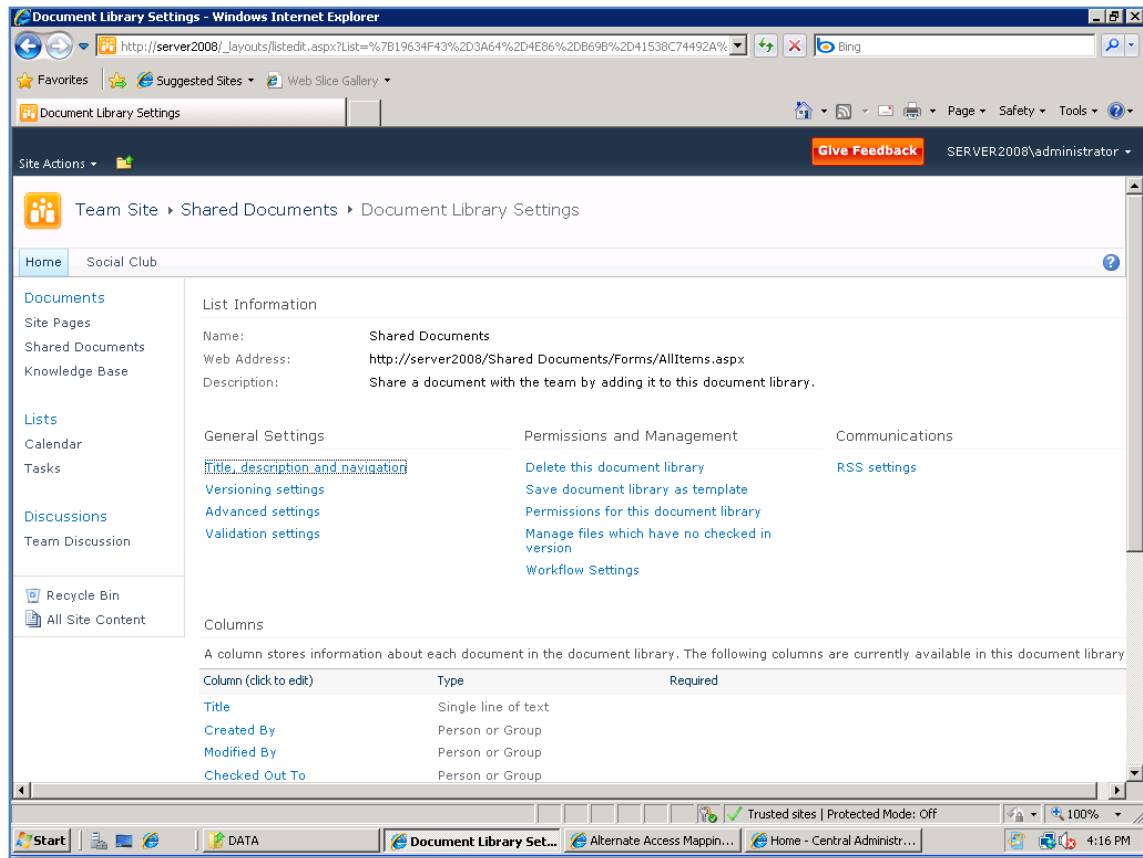 Document Library Settings - Windows Internet Explorer
http://server2008/_layouts/listedit.aspx?List=%7B19634F43%2D3A64%2D4E86%2DB69B%2D41538C74492A%
Bing
Favorites Suggested Sites Web Slice Gallery
Document Library Settings
Page Safety Tools
Site Actions Give Feedback SERVER2008\administrator
Team Site Shared Documents Document Library Settings
Home Social Club
Documents
Site Pages
Shared Documents
Knowledge Base
Lists
Calendar
Tasks
Discussions
Team Discussion
Recycle Bin
All Site Content
List Information
Name: Shared Documents
Web Address: http://server2008/Shared Documents/Forms/AllItems.aspx
Description: Share a document with the team by adding it to this document library.
General Settings Permissions and Management Communications
Title, description and navigation Delete this document library RSS settings
Versioning settings Save document library as template
Advanced settings Permissions for this document library
Validation settings Manage files which have no checked in
version
Workflow Settings
Columns
A column stores information about each document in the document library. The following columns are currently available in this document library
Column (click to edit) Type Required
Title Single line of text
Created By Person or Group
Modified By Person or Group
Checked Out To Person or Group
Trusted sites | Protected Mode: Off 100%
Start DATA Document Library Set... Alternate Access Mappin... Home - Central Administr... 4:16 PM